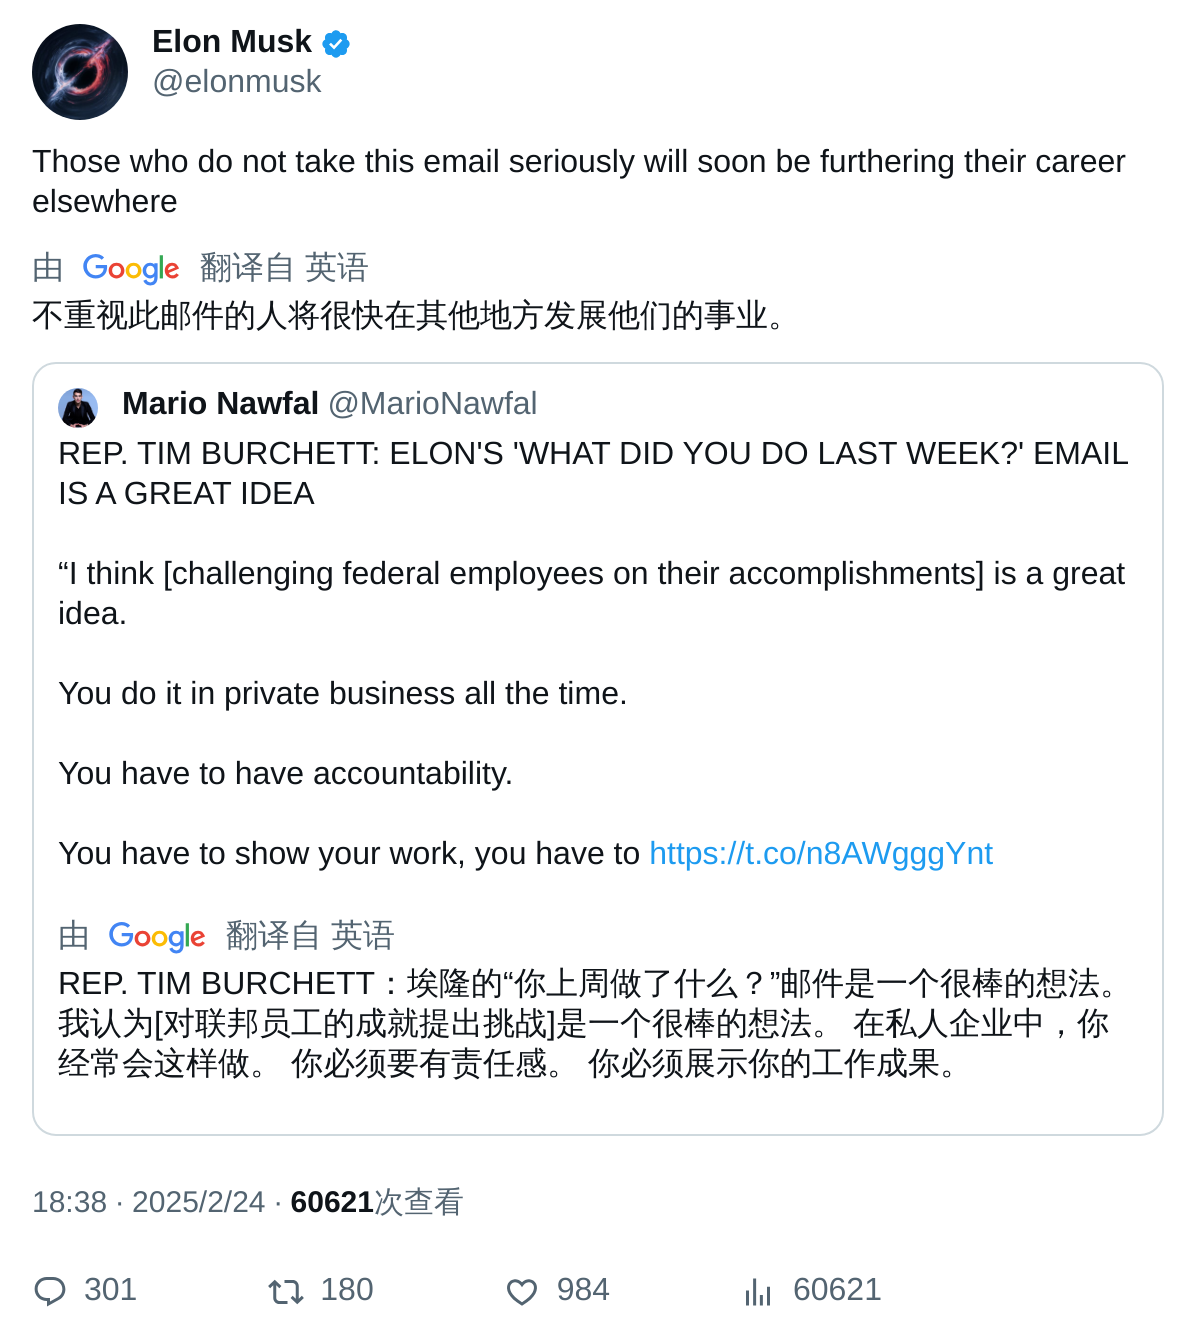 Elon Musk
@elonmusk
Those who do not take this email seriously will soon be furthering their career
elsewhere
由 Google 翻译自 英语
不重视此邮件的人将很快在其他地方发展他们的事业。
Mario Nawfal @MarioNawfal
REP. TIM BURCHETT: ELON'S 'WHAT DID YOU DO LAST WEEK?' EMAIL
IS A GREAT IDEA
“I think [challenging federal employees on their accomplishments] is a great
idea.
You do it in private business all the time.
You have to have accountability.
You have to show your work, you have to https://t.co/n8AWgggYnt
由 Google 翻译自 英语
REP. TIM BURCHETT：埃隆的“你上周做了什么？”邮件是一个很棒的想法。
我认为[对联邦员工的成就提出挑战]是一个很棒的想法。 在私人企业中，你
经常会这样做。 你必须要有责任感。 你必须展示你的工作成果。
18:38 · 2025/2/24 · 60621次查看
301 180 984 60621